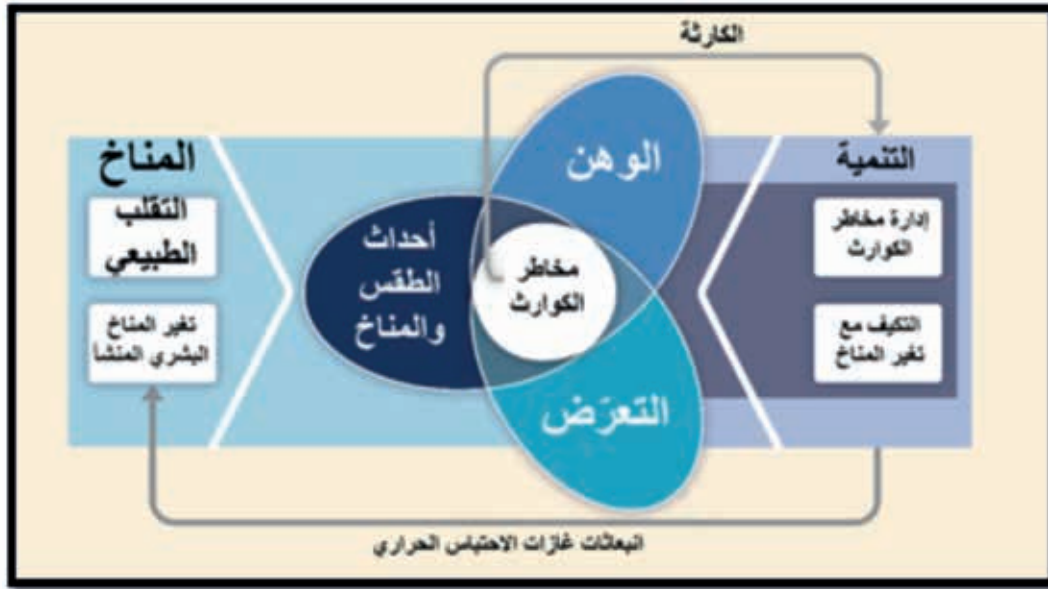 الكارثة
المناخ
التقلب
الطبيعي
تغير المناخ
البشري المنشأ
أحداث
الطقس
والمناخ
الوهن
مخاطر
الكوارث
التعرّض
التنمية
إدارة مخاطر
الكوارث
التكيف مع
تغير المناخ
انبعاثات غازات الاحتباس الحراري